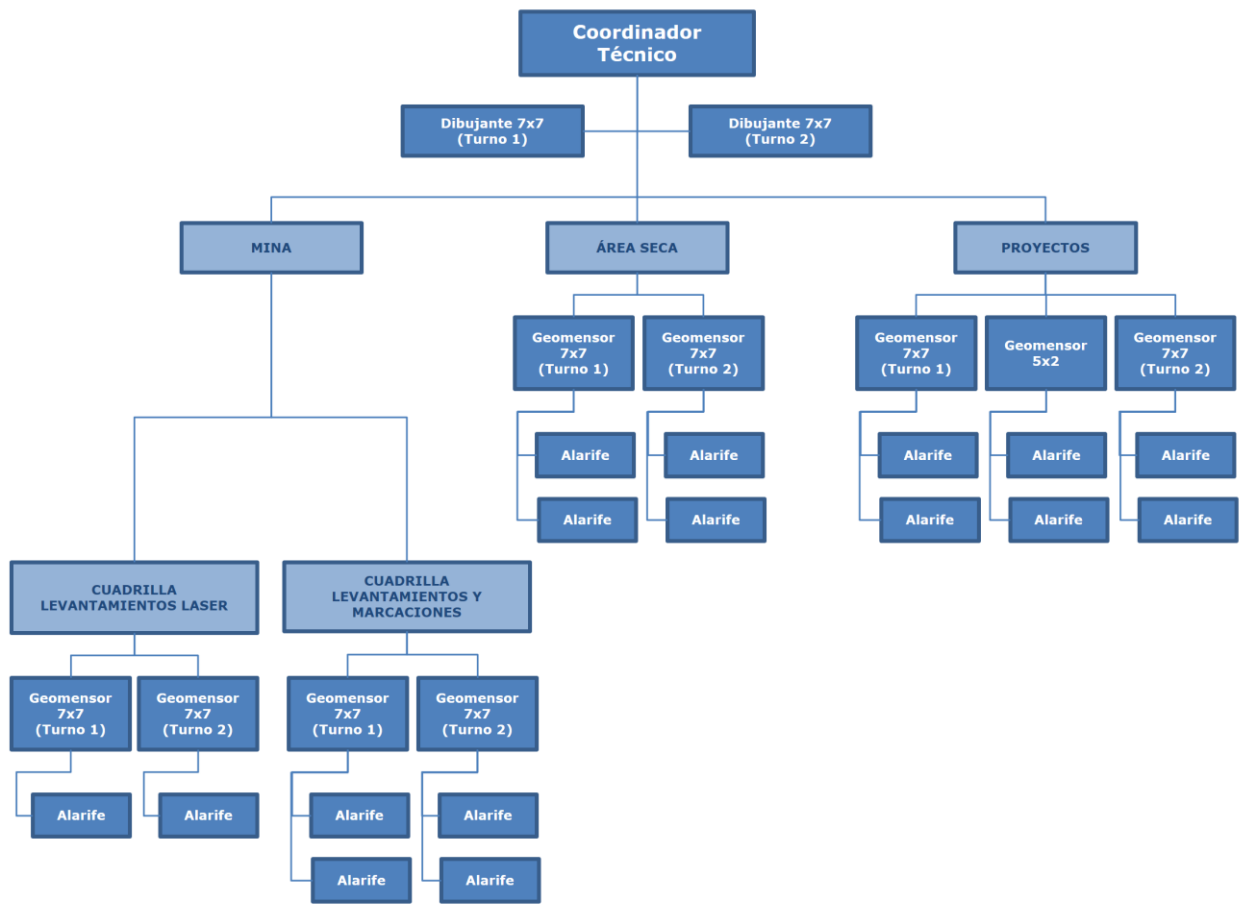 Coordinador
Técnico
Dibujante 7x7
(Turno 1)
Dibujante 7x7
(Turno 2)
MINA
ÁREA SECA
PROYECTOS
Geomensor
7x7
(Turno 1)
Geomensor
7x7
(Turno 2)
Geomensor
7x7
(Turno 1)
Geomensor
5x2
Geomensor
7x7
(Turno 2)
Alarife
Alarife
Alarife
Alarife
Alarife
Alarife
Alarife
Alarife
Alarife
Alarife
CUADRILLA
LEVANTAMIENTOS LASER
CUADRILLA
LEVANTAMIENTOS Y
MARCACIONES
Geomensor
7x7
(Turno 1)
Geomensor
7x7
(Turno 2)
Geomensor
7x7
(Turno 1)
Geomensor
7x7
(Turno 2)
Alarife
Alarife
Alarife
Alarife
Alarife
Alarife